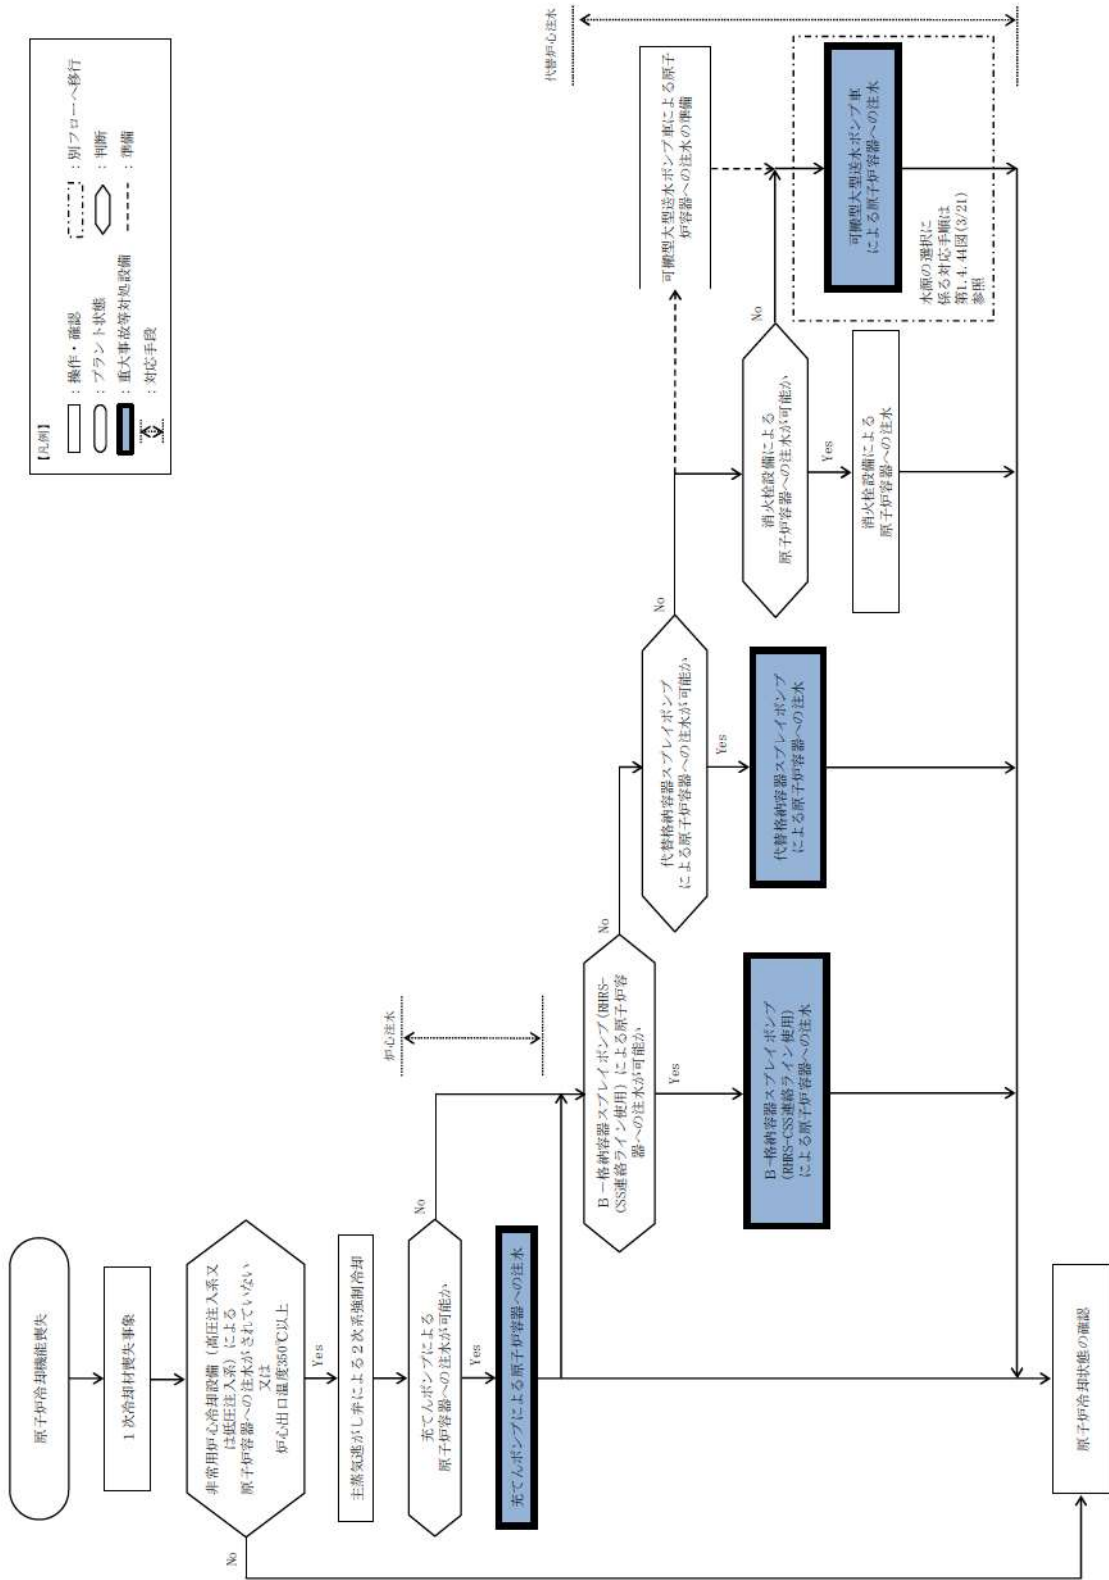 原子炉冷却機能喪失
１次冷却材喪失事象
非常用炉心冷却設備（高圧注入系又
は低圧注入系）による
原子炉容器への注水がされていない
又は
炉心出口温度350℃以上
No
Yes
主蒸気逃がし弁による２次系強制冷却
充てんポンプによる
原子炉容器への注水が可能か
No
Yes
充てんポンプによる原子炉容器への注水
炉心注水
B－格納容器スプレイポンプ(RHRS-
CSS連絡ライン使用）による原子炉容
器への注水が可能か
No
Yes
B－格納容器スプレイポンプ
(RHRS-CSS連絡ライン使用)
による原子炉容器への注水
代替格納容器スプレイポンプ
による原子炉容器への注水が可能か
No
Yes
代替格納容器スプレイポンプ
による原子炉容器への注水
消火栓設備による
原子炉容器への注水が可能か
No
Yes
消火栓設備による
原子炉容器への注水
可搬型大型送水ポンプ車による原子
炉容器への注水の準備
代替炉心注水
可搬型大型送水ポンプ車
による原子炉容器への注水
水源の選択に
係る対応手順は
第1.4.44図(3/21)
参照
原子炉冷却状態の確認
【凡例】
：操作・確認
：プラント状態
：重大事故等対処設備
：対応手段
：別フローへ移行
：判断
：準備